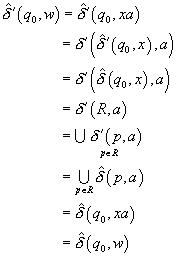 δ̂′(q₀,w) = δ̂′(q₀,xa)
= δ′(δ̂′(q₀,x),a)
= δ′(δ̂(q₀,x),a)
= δ′(R,a)
= ⋃ δ′(p,a)
p∈R
= ⋃ δ̂(p,a)
p∈R
= δ̂(q₀,xa)
= δ̂(q₀,w)